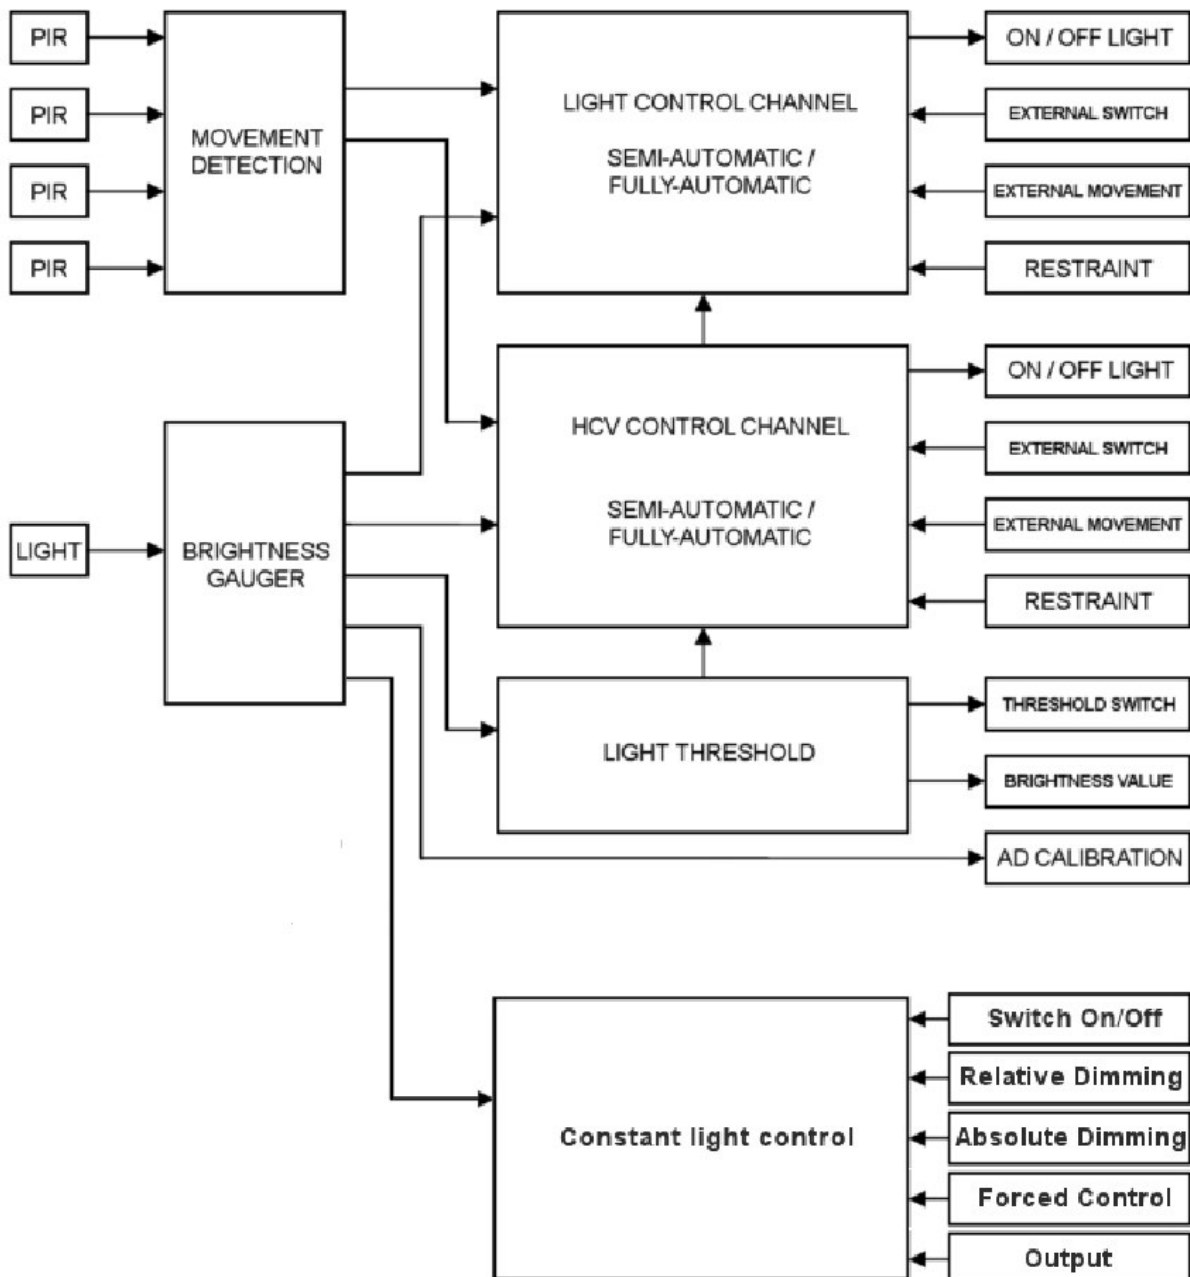 PIR
PIR
PIR
PIR
MOVEMENT
DETECTION
LIGHT CONTROL CHANNEL
SEMI-AUTOMATIC /
FULLY-AUTOMATIC
ON / OFF LIGHT
EXTERNAL SWITCH
EXTERNAL MOVEMENT
RESTRAINT
LIGHT
BRIGHTNESS
GAUGER
HCV CONTROL CHANNEL
SEMI-AUTOMATIC /
FULLY-AUTOMATIC
ON / OFF LIGHT
EXTERNAL SWITCH
EXTERNAL MOVEMENT
RESTRAINT
LIGHT THRESHOLD
THRESHOLD SWITCH
BRIGHTNESS VALUE
AD CALIBRATION
Constant light control
Switch On/Off
Relative Dimming
Absolute Dimming
Forced Control
Output